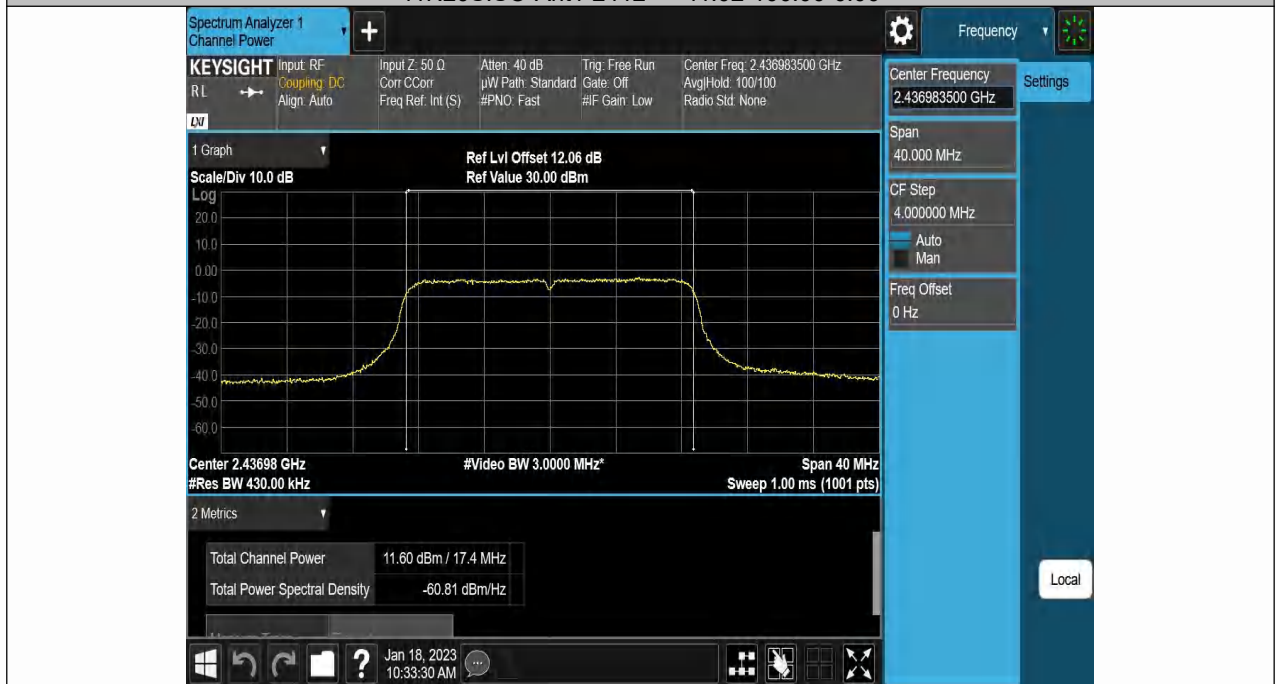 Spectrum Analyzer 1
Channel Power
+
Frequency
KEYSIGHT
RL
LXI
Input: RF
Coupling: DC
Align: Auto
Input Z: 50 Ω
Corr CCorr
Freq Ref: Int (S)
Atten: 40 dB
µW Path: Standard
#PNO: Fast
Trig: Free Run
Gate: Off
#IF Gain: Low
Center Freq: 2.436983500 GHz
Avg|Hold: 100/100
Radio Std: None
Center Frequency
2.436983500 GHz
Settings
Span
40.000 MHz
CF Step
4.000000 MHz
Auto
Man
Freq Offset
0 Hz
Local
1 Graph
Scale/Div 10.0 dB
Ref Lvl Offset 12.06 dB
Ref Value 30.00 dBm
Log
20.0
10.0
0.00
-10.0
-20.0
-30.0
-40.0
-50.0
-60.0
Center 2.43698 GHz
#Video BW 3.0000 MHz*
Span 40 MHz
#Res BW 430.00 kHz
Sweep 1.00 ms (1001 pts)
2 Metrics
Total Channel Power 11.60 dBm / 17.4 MHz
Total Power Spectral Density -60.81 dBm/Hz
?
Jan 18, 2023
10:33:30 AM